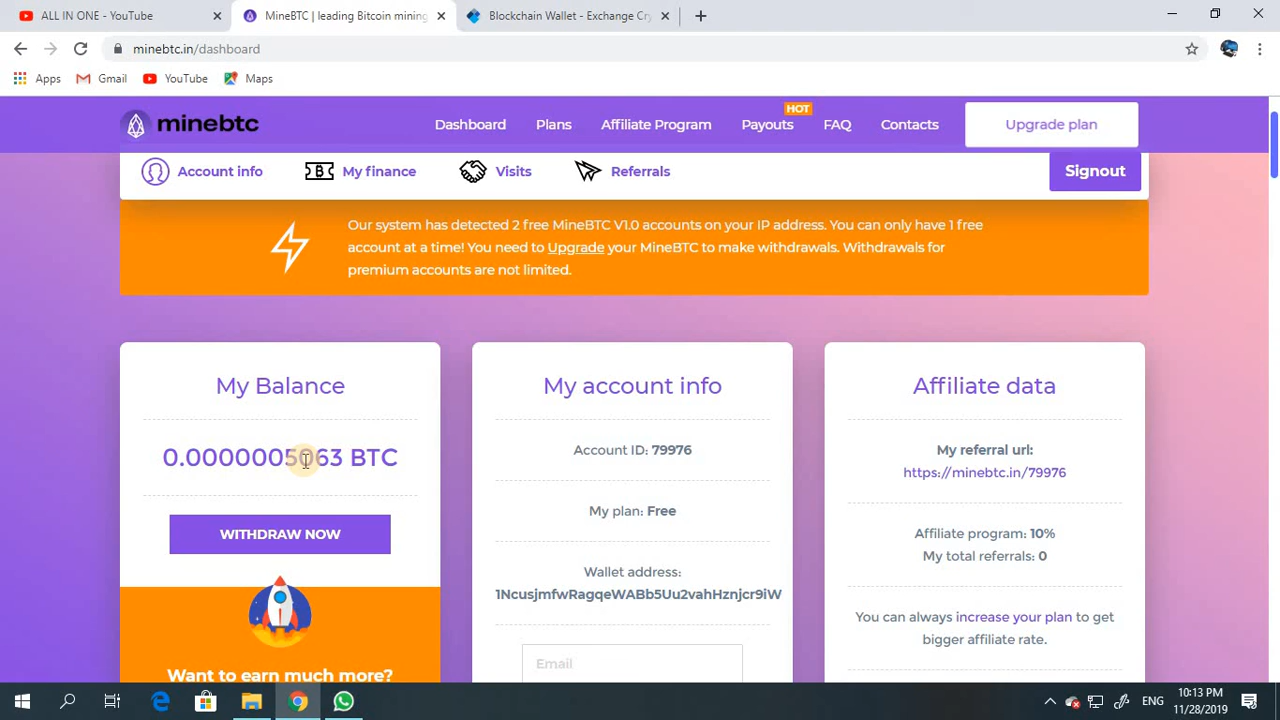 ALL IN ONE - YouTube
MineBTC | leading Bitcoin mining
Blockchain Wallet - Exchange Cry
minebtc.in/dashboard
Apps
Gmail
YouTube
Maps
minebtc
Dashboard
Plans
Affiliate Program
HOT
Payouts
FAQ
Contacts
Upgrade plan
Account info
My finance
Visits
Referrals
Signout
Our system has detected 2 free MineBTC V1.0 accounts on your IP address. You can only have 1 free
account at a time! You need to Upgrade your MineBTC to make withdrawals. Withdrawals for
premium accounts are not limited.
My Balance
0.0000005063 BTC
WITHDRAW NOW
Want to earn much more?
My account info
Account ID: 79976
My plan: Free
Wallet address:
1NcusjmfwRagqeWABb5Uu2vahHznjcr9iW
Email
Affiliate data
My referral url:
https://minebtc.in/79976
Affiliate program: 10%
My total referrals: 0
You can always increase your plan to get
bigger affiliate rate.
ENG
10:13 PM
11/28/2019